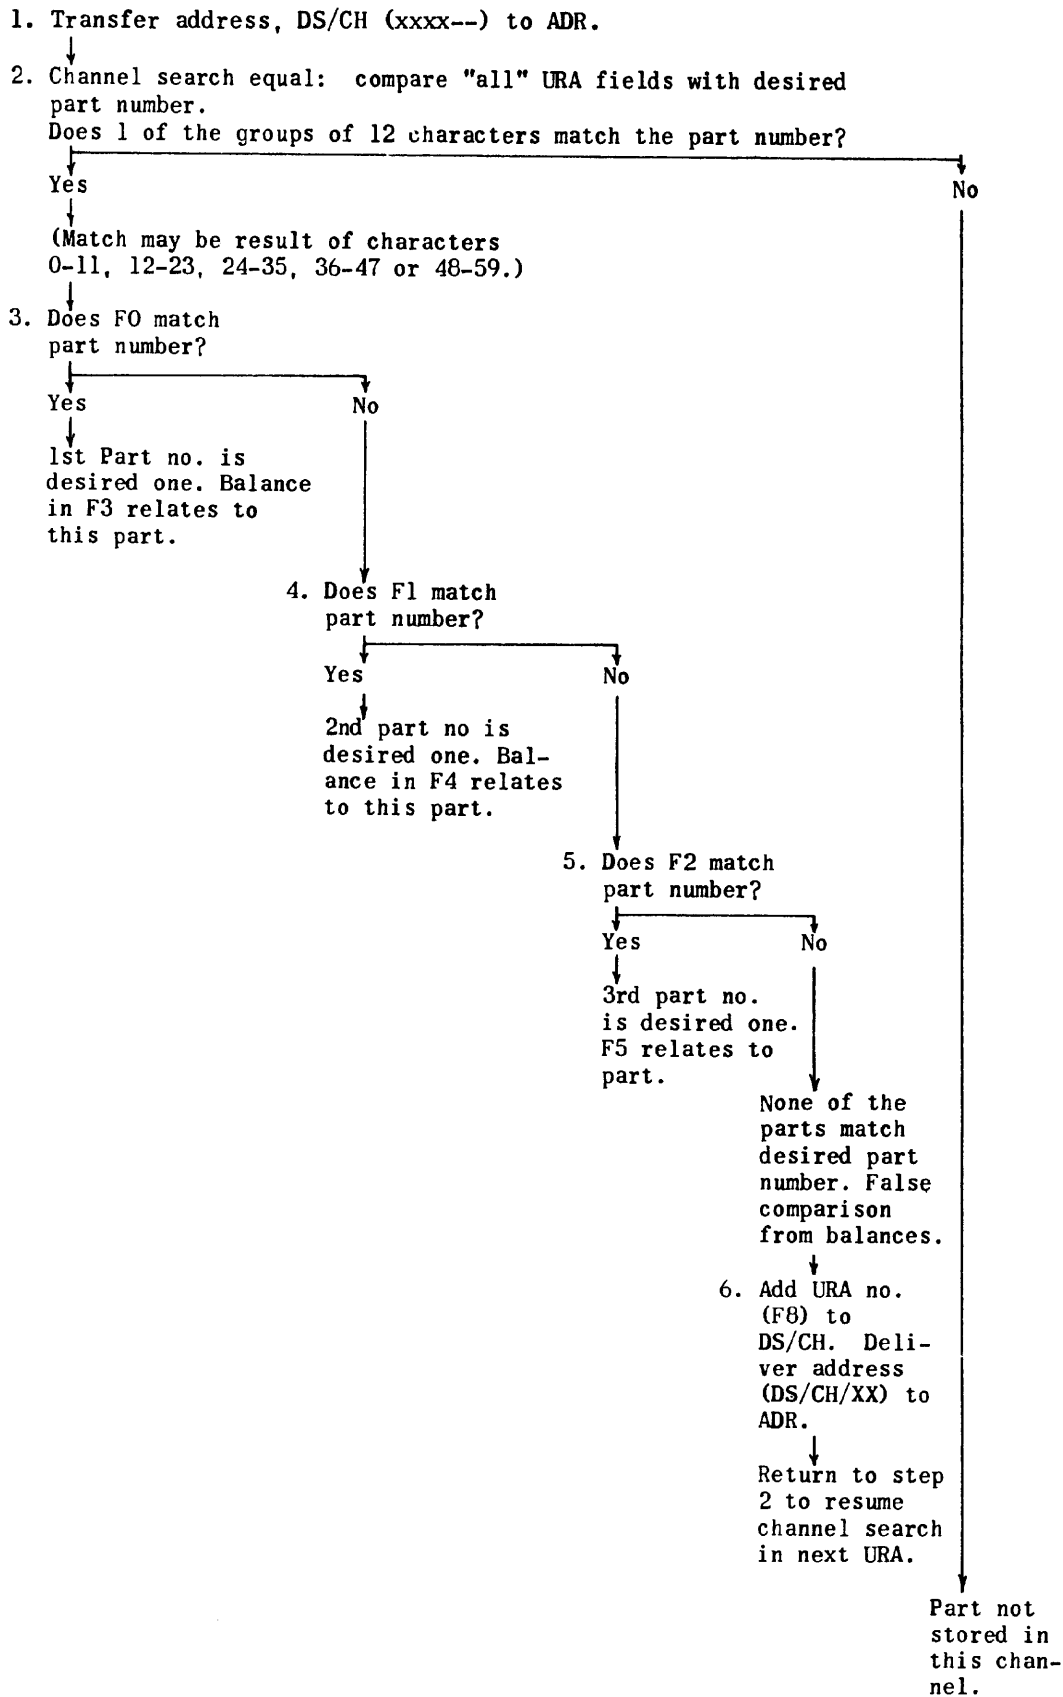 1. Transfer address, DS/CH (xxxx--) to ADR.
2. Channel search equal: compare "all" URA fields with desired
part number.
Does 1 of the groups of 12 characters match the part number?
Yes
No
(Match may be result of characters
0-11, 12-23, 24-35, 36-47 or 48-59.)
3. Does F0 match
part number?
Yes
No
1st Part no. is
desired one. Balance
in F3 relates to
this part.
4. Does F1 match
part number?
Yes
No
2nd part no is
desired one. Bal-
ance in F4 relates
to this part.
5. Does F2 match
part number?
Yes
No
3rd part no.
is desired one.
F5 relates to
part.
None of the
parts match
desired part
number. False
comparison
from balances.
6. Add URA no.
(F8) to
DS/CH. Deli-
ver address
(DS/CH/XX) to
ADR.
Return to step
2 to resume
channel search
in next URA.
Part not
stored in
this chan-
nel.